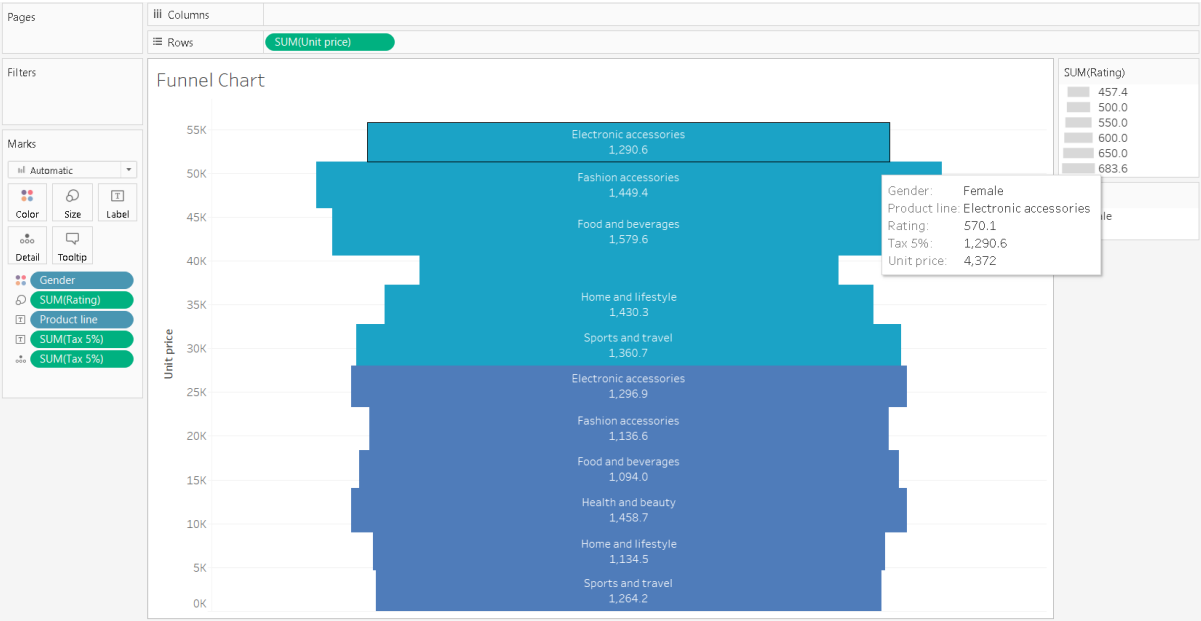 Pages
Columns
Rows
SUM(Unit price)
Filters
Marks
Automatic
Color
Size
Label
Detail
Tooltip
Gender
SUM(Rating)
Product line
SUM(Tax 5%)
SUM(Tax 5%)
Funnel Chart
Unit price
55K
50K
45K
40K
35K
30K
25K
20K
15K
10K
5K
0K
Electronic accessories
1,290.6
Fashion accessories
1,449.4
Food and beverages
1,579.6
Home and lifestyle
1,430.3
Sports and travel
1,360.7
Electronic accessories
1,296.9
Fashion accessories
1,136.6
Food and beverages
1,094.0
Health and beauty
1,458.7
Home and lifestyle
1,134.5
Sports and travel
1,264.2
Gender: Female
Product line: Electronic accessories
Rating: 570.1
Tax 5%: 1,290.6
Unit price: 4,372
SUM(Rating)
457.4
500.0
550.0
600.0
650.0
683.6